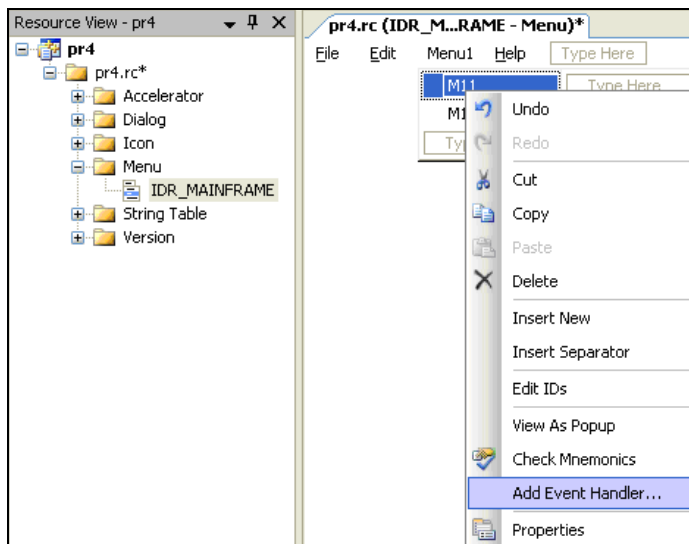 Resource View - pr4
pr4
pr4.rc*
Accelerator
Dialog
Icon
Menu
IDR_MAINFRAME
String Table
Version
pr4.rc (IDR_M...RAME - Menu)*
File Edit Menu1 Help Type Here
M11 Type Here
M1
Ty
Undo
Redo
Cut
Copy
Paste
Delete
Insert New
Insert Separator
Edit IDs
View As Popup
Check Mnemonics
Add Event Handler...
Properties